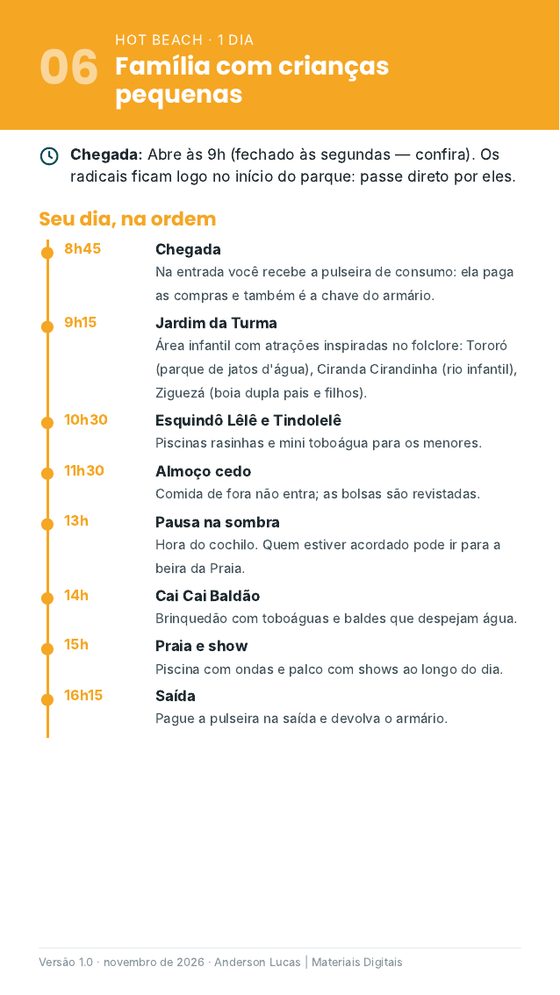 06
HOT BEACH · 1 DIA
Família com crianças
pequenas
Chegada: Abre às 9h (fechado às segundas — confira). Os
radicais ficam logo no início do parque: passe direto por eles.
Seu dia, na ordem
8h45
Chegada
Na entrada você recebe a pulseira de consumo: ela paga
as compras e também é a chave do armário.
9h15
Jardim da Turma
Área infantil com atrações inspiradas no folclore: Tororó
(parque de jatos d'água), Ciranda Cirandinha (rio infantil),
Ziguezá (boia dupla pais e filhos).
10h30
Esquindô Lêlê e Tindolelê
Piscinas rasinhas e mini toboágua para os menores.
11h30
Almoço cedo
Comida de fora não entra; as bolsas são revistadas.
13h
Pausa na sombra
Hora do cochilo. Quem estiver acordado pode ir para a
beira da Praia.
14h
Cai Cai Baldão
Brinquedão com toboáguas e baldes que despejam água.
15h
Praia e show
Piscina com ondas e palco com shows ao longo do dia.
16h15
Saída
Pague a pulseira na saída e devolva o armário.
Versão 1.0 · novembro de 2026 · Anderson Lucas | Materiais Digitais